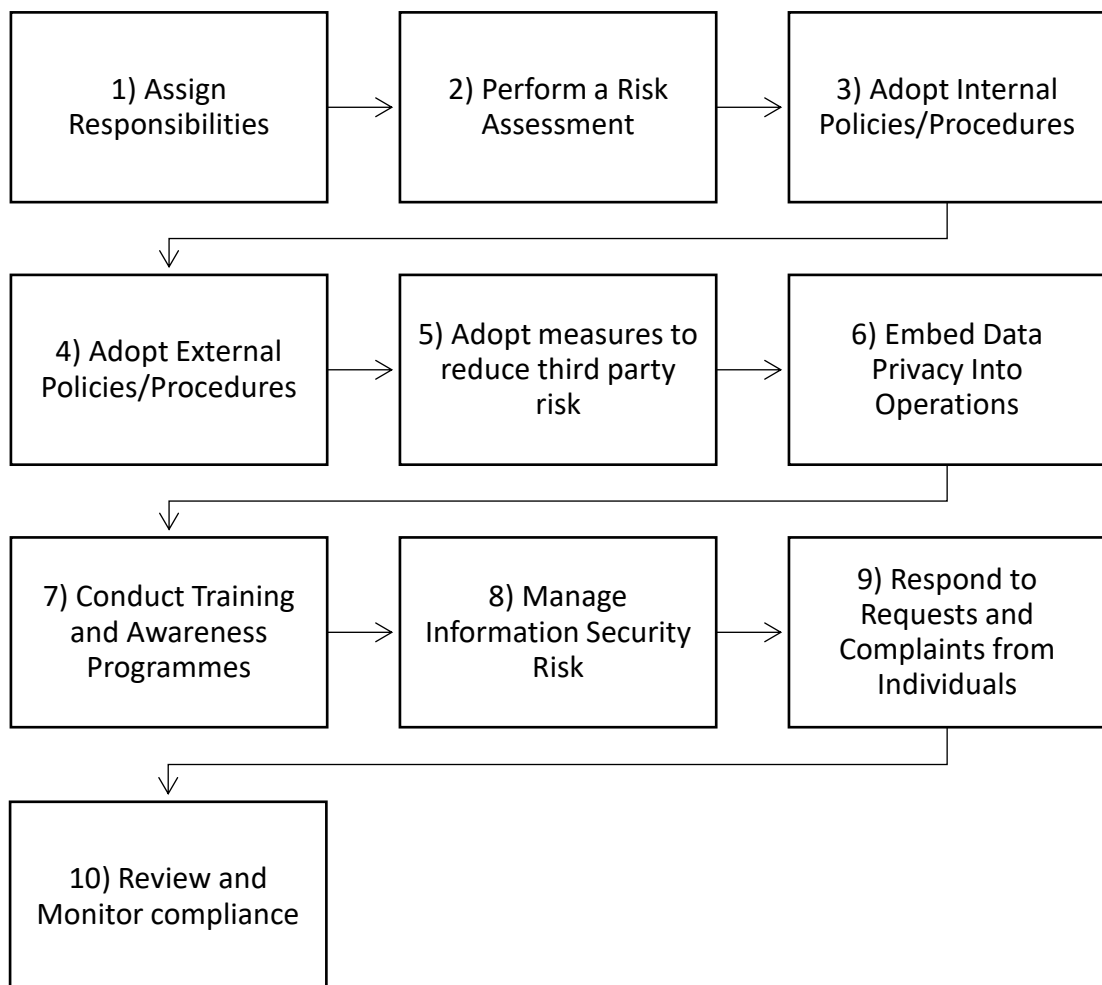 1) Assign
Responsibilities
2) Perform a Risk
Assessment
3) Adopt Internal
Policies/Procedures
4) Adopt External
Policies/Procedures
5) Adopt measures to
reduce third party
risk
6) Embed Data
Privacy Into
Operations
7) Conduct Training
and Awareness
Programmes
8) Manage
Information Security
Risk
9) Respond to
Requests and
Complaints from
Individuals
10) Review and
Monitor compliance